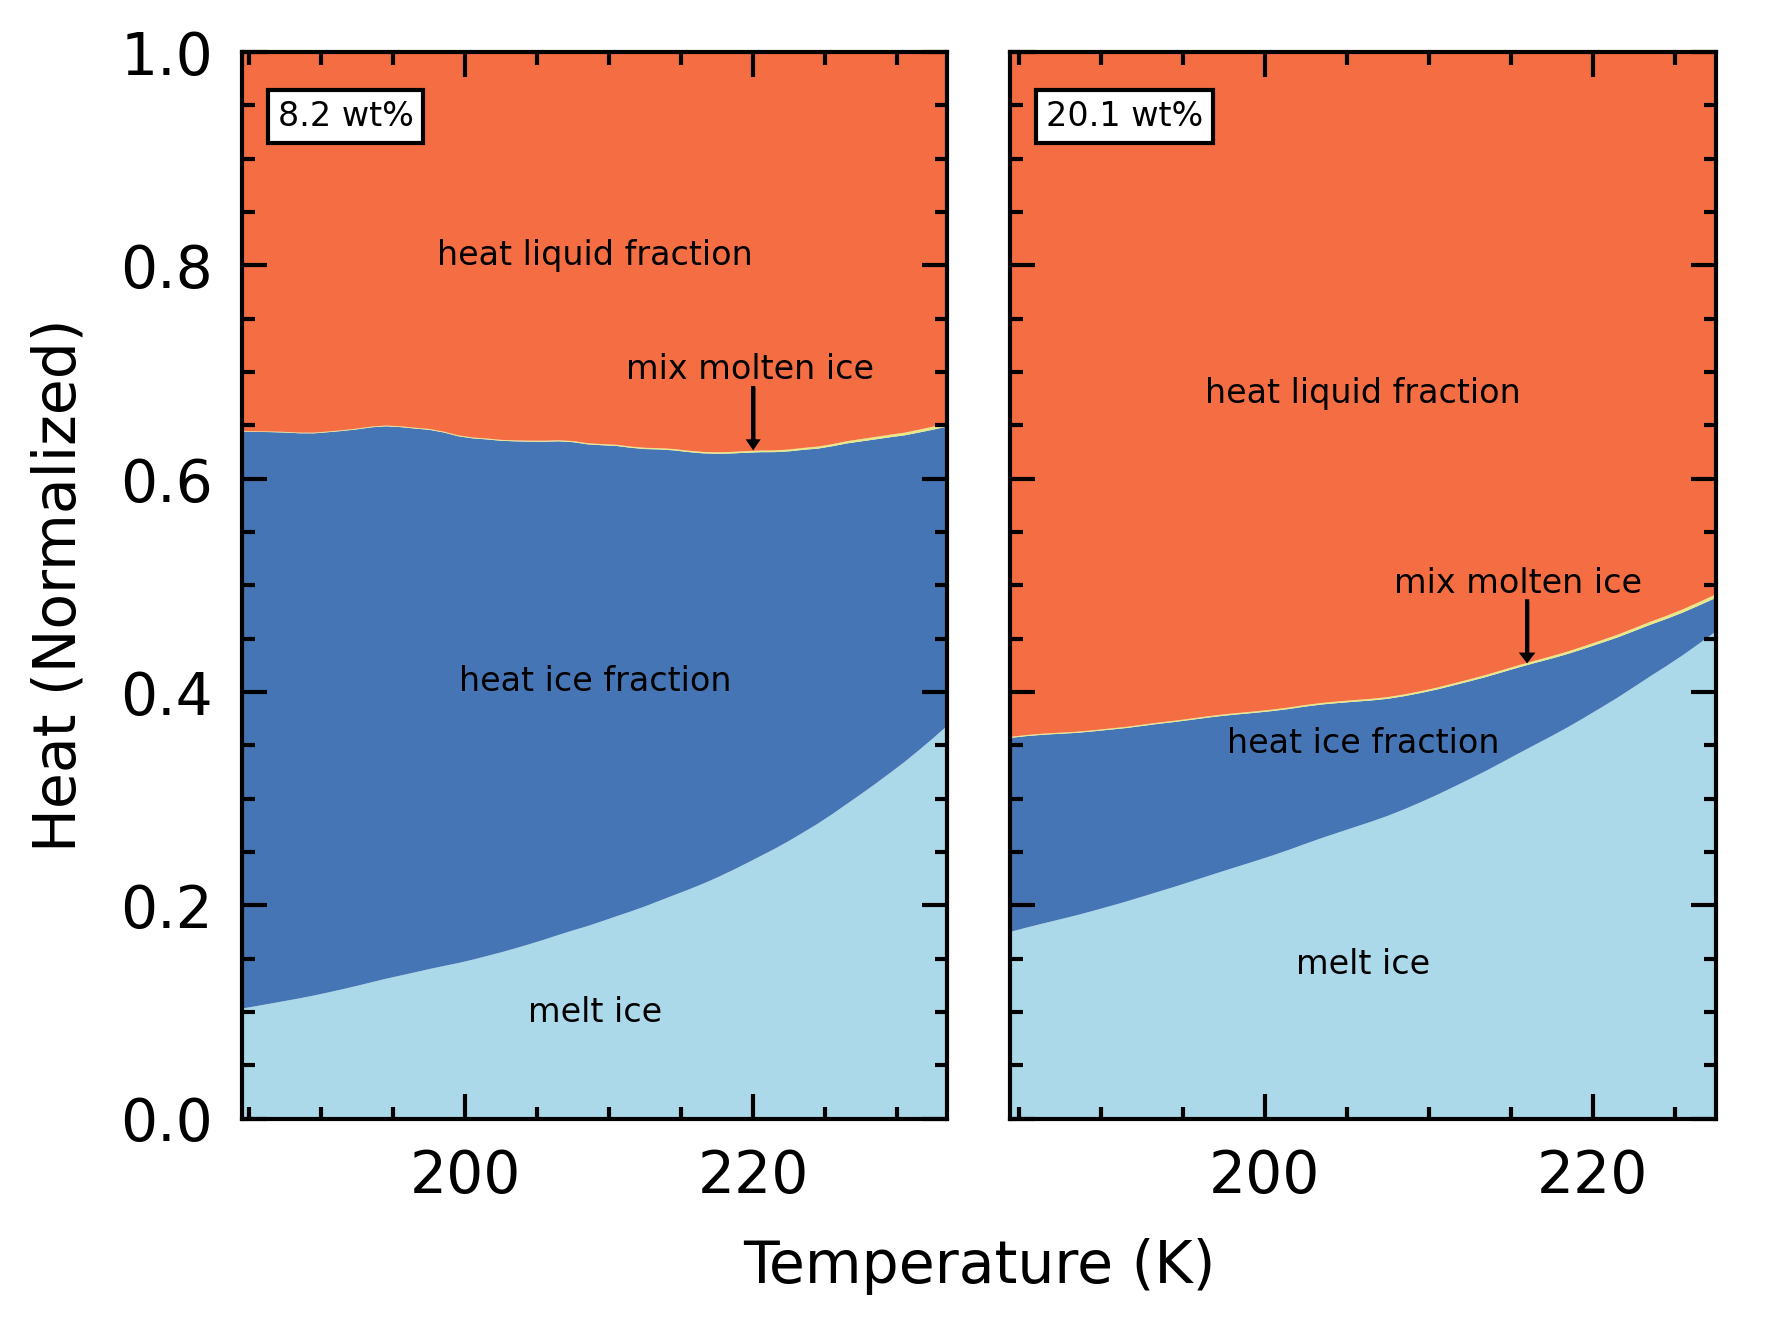 Heat (Normalized)
1.0
0.8
0.6
0.4
0.2
0.0
8.2 wt%
heat liquid fraction
mix molten ice
heat ice fraction
melt ice
200
220
20.1 wt%
heat liquid fraction
mix molten ice
heat ice fraction
melt ice
200
220
Temperature (K)